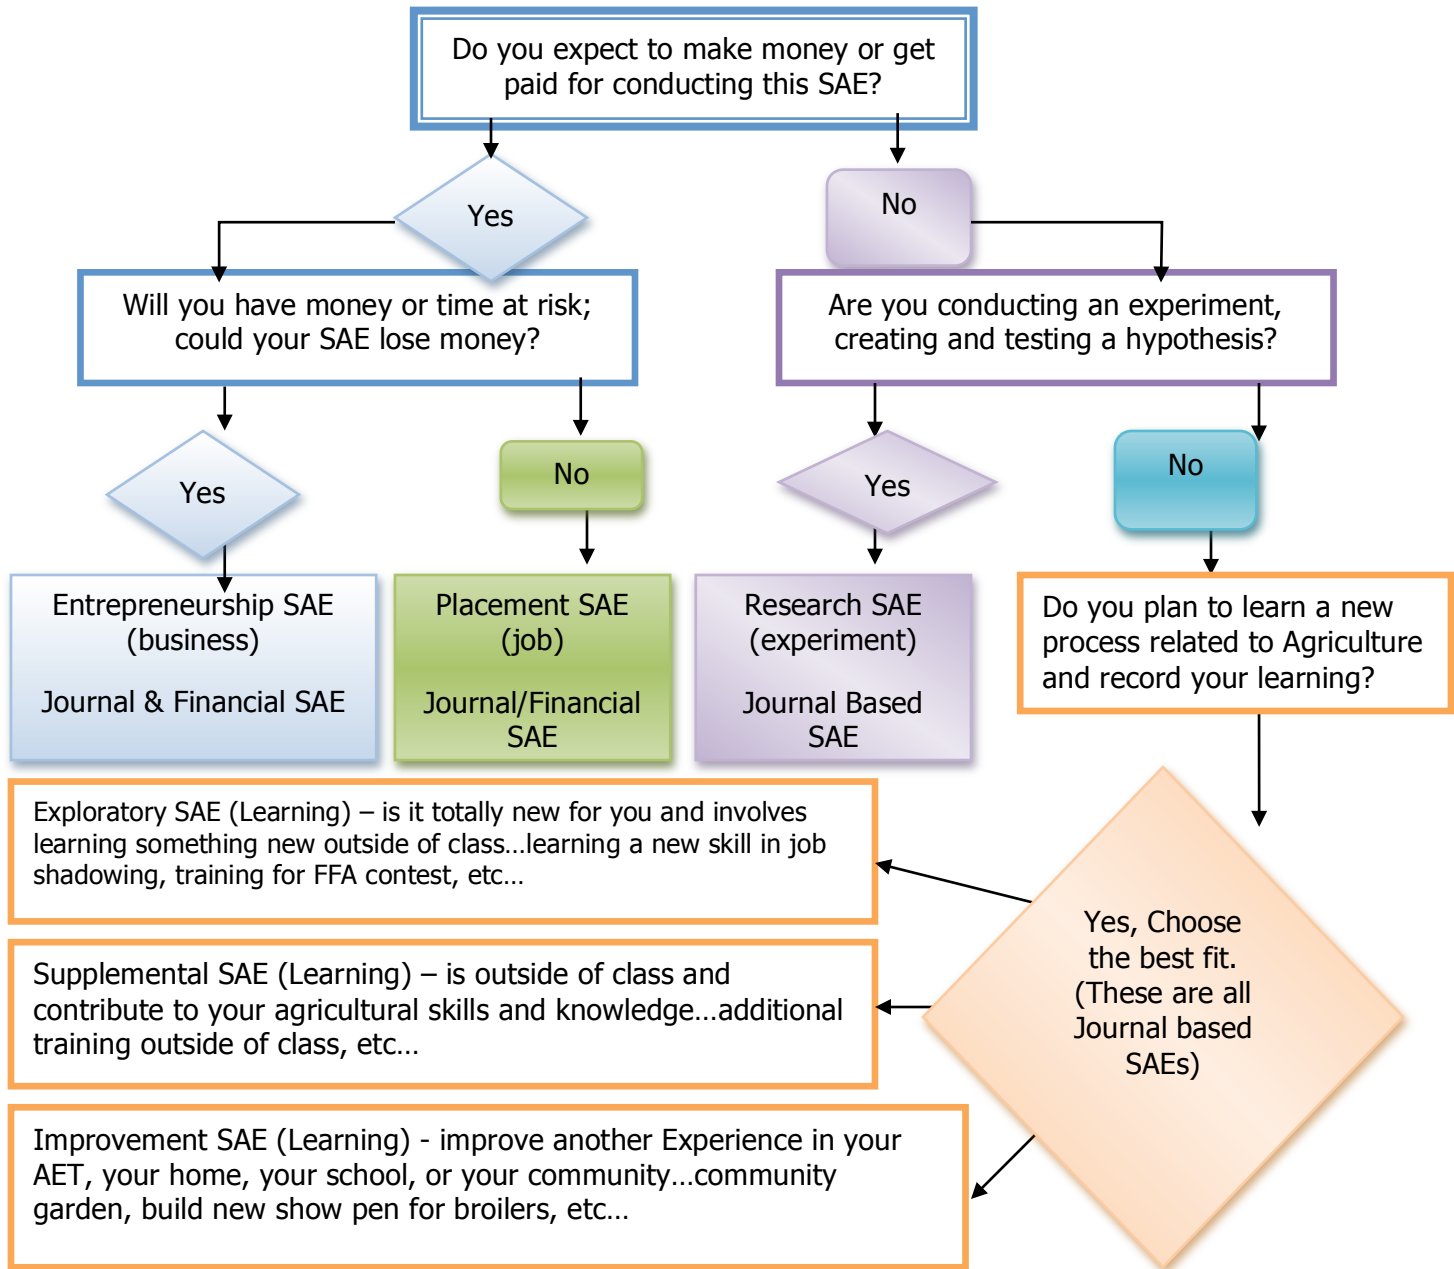 Do you expect to make money or get
paid for conducting this SAE?
Yes
No
Will you have money or time at risk;
could your SAE lose money?
Are you conducting an experiment,
creating and testing a hypothesis?
Yes
No
Yes
No
Entrepreneurship SAE
(business)
Journal & Financial SAE
Placement SAE
(job)
Journal/Financial
SAE
Research SAE
(experiment)
Journal Based
SAE
Do you plan to learn a new
process related to Agriculture
and record your learning?
Yes, Choose
the best fit.
(These are all
Journal based
SAEs)
Exploratory SAE (Learning) – is it totally new for you and involves
learning something new outside of class…learning a new skill in job
shadowing, training for FFA contest, etc…
Supplemental SAE (Learning) – is outside of class and
contribute to your agricultural skills and knowledge…additional
training outside of class, etc…
Improvement SAE (Learning) - improve another Experience in your
AET, your home, your school, or your community…community
garden, build new show pen for broilers, etc…